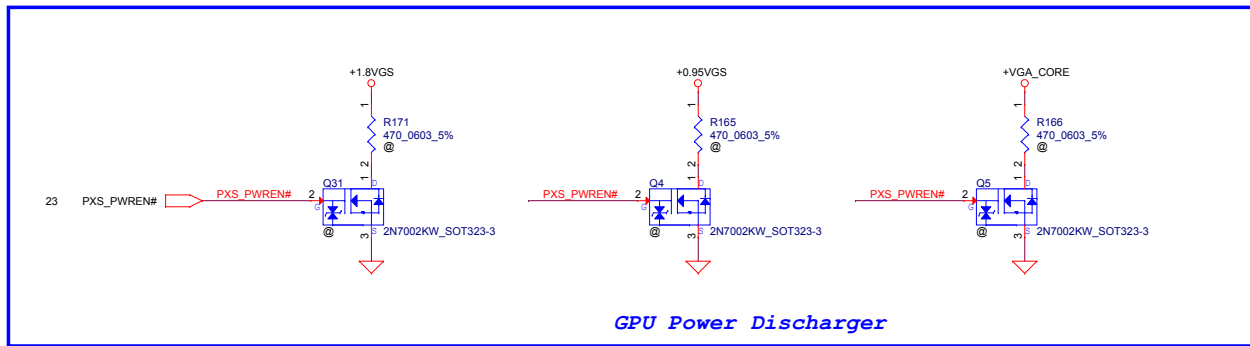 +1.8VGS
+0.95VGS
+VGA_CORE
1
1
1
R171
R165
R166
470_0603_5%
470_0603_5%
470_0603_5%
@
@
@
2
2
2
Q31
1
D
Q4
1
D
Q5
1
D
23 PXS_PWREN#
PXS_PWREN#
2
PXS_PWREN#
2
PXS_PWREN#
2
G
G
G
@
3
S
2N7002KW_SOT323-3
@
3
S
2N7002KW_SOT323-3
@
3
S
2N7002KW_SOT323-3
GPU Power Discharger